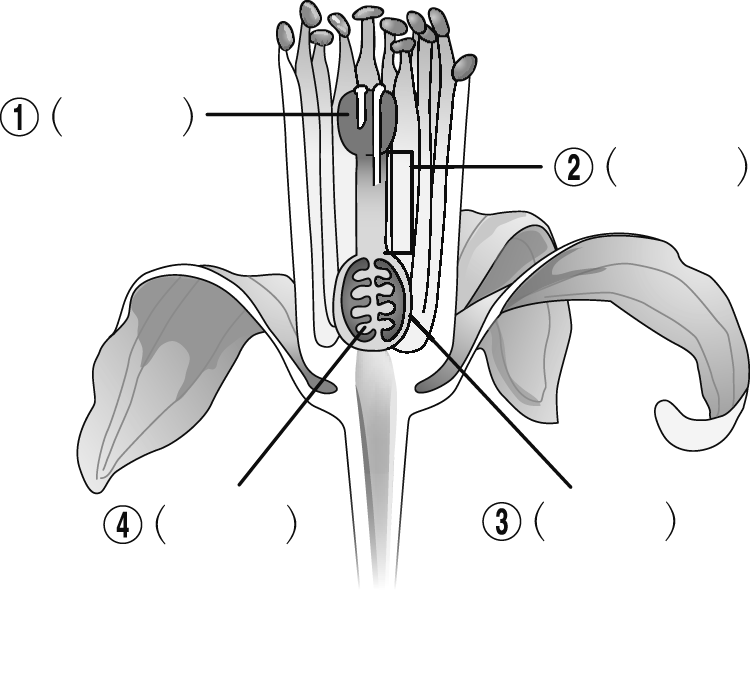 ①（　　　）
②（　　　）
④（　　　）
③（　　　）